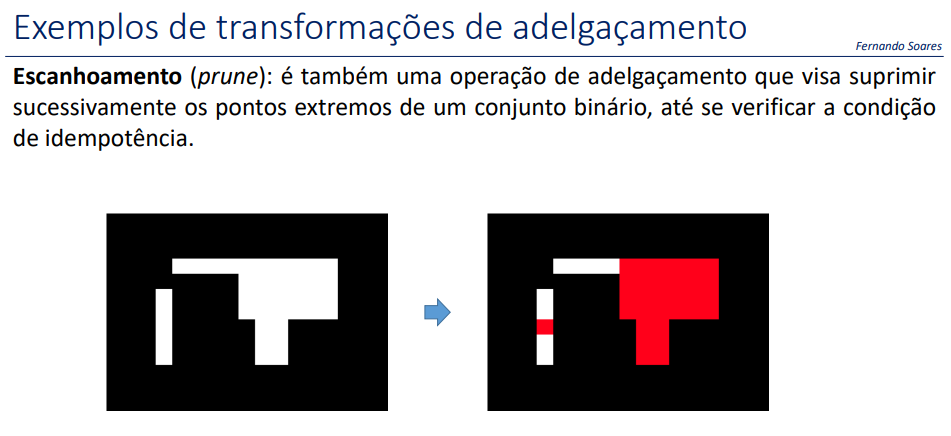 Exemplos de transformações de adelgaçamento
Fernando Soares
Escanhoamento (prune): é também uma operação de adelgaçamento que visa suprimir
sucessivamente os pontos extremos de um conjunto binário, até se verificar a condição
de idempotência.